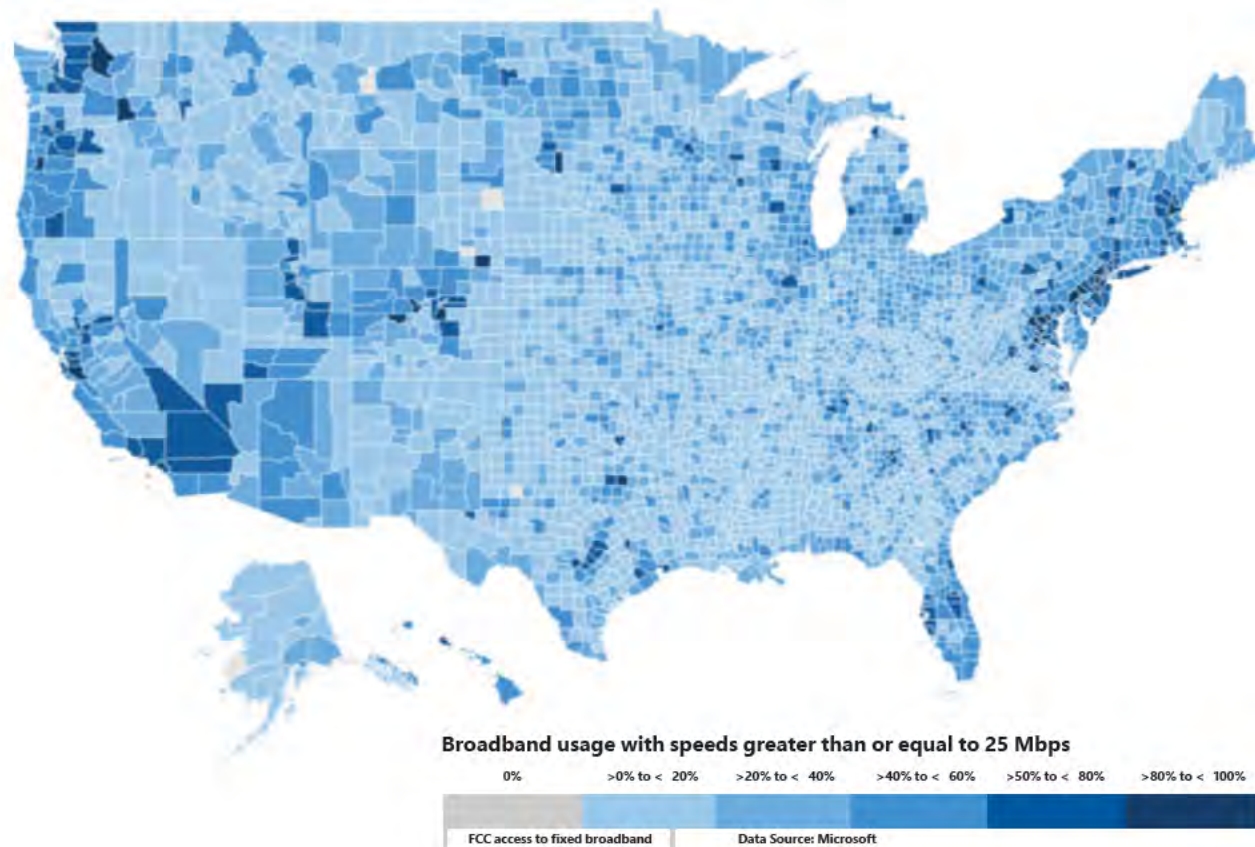 Broadband usage with speeds greater than or equal to 25 Mbps
0% >0% to < 20% >20% to < 40% >40% to < 60% >50% to < 80% >80% to < 100%
FCC access to fixed broadband Data Source: Microsoft